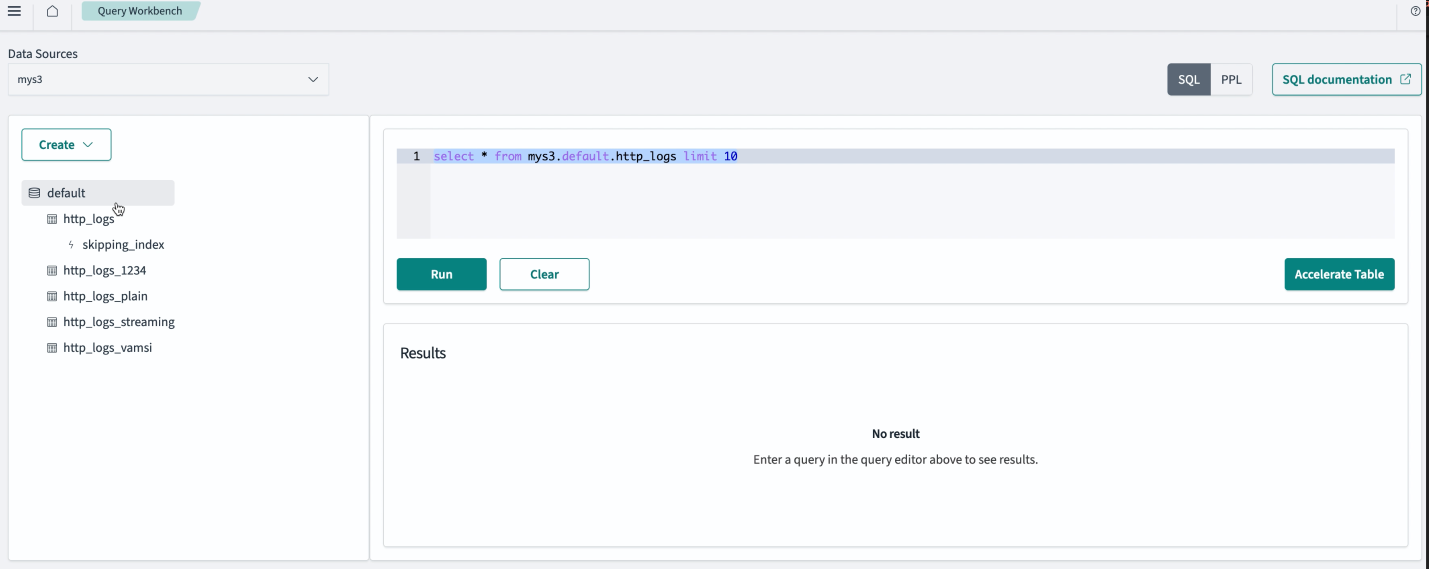 Query Workbench
Data Sources
mys3
SQL PPL SQL documentation
Create
default
http_logs
skipping_index
http_logs_1234
http_logs_plain
http_logs_streaming
http_logs_vamsi
1 select * from mys3.default.http_logs limit 10
Run Clear Accelerate Table
Results
No result
Enter a query in the query editor above to see results.